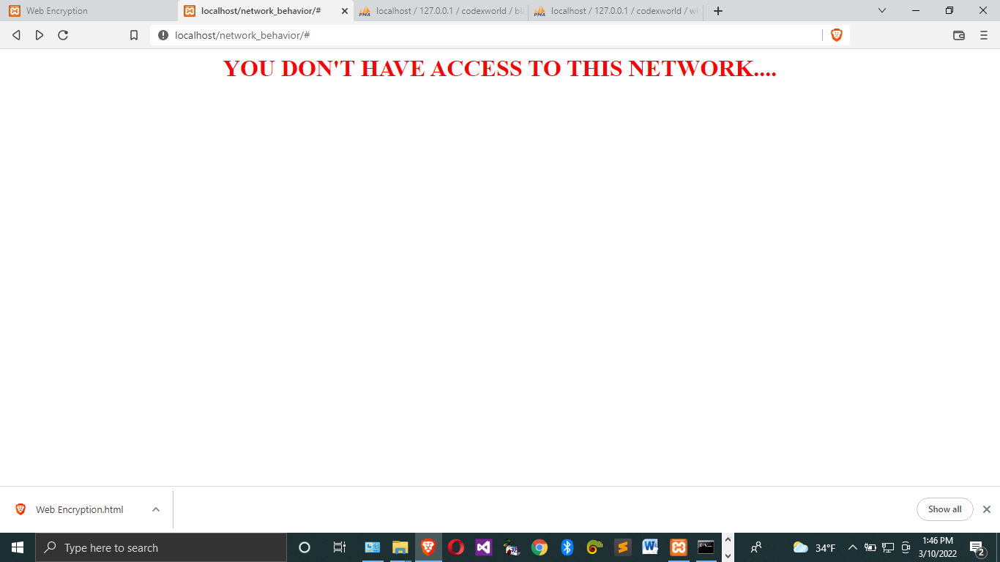 Web Encryption
localhost/network_behavior/#
localhost / 127.0.0.1 / codexworld / bla
localhost / 127.0.0.1 / codexworld / wh
localhost/network_behavior/#
YOU DON'T HAVE ACCESS TO THIS NETWORK....
Web Encryption.html
Show all
Type here to search
34°F
1:46 PM
3/10/2022
2